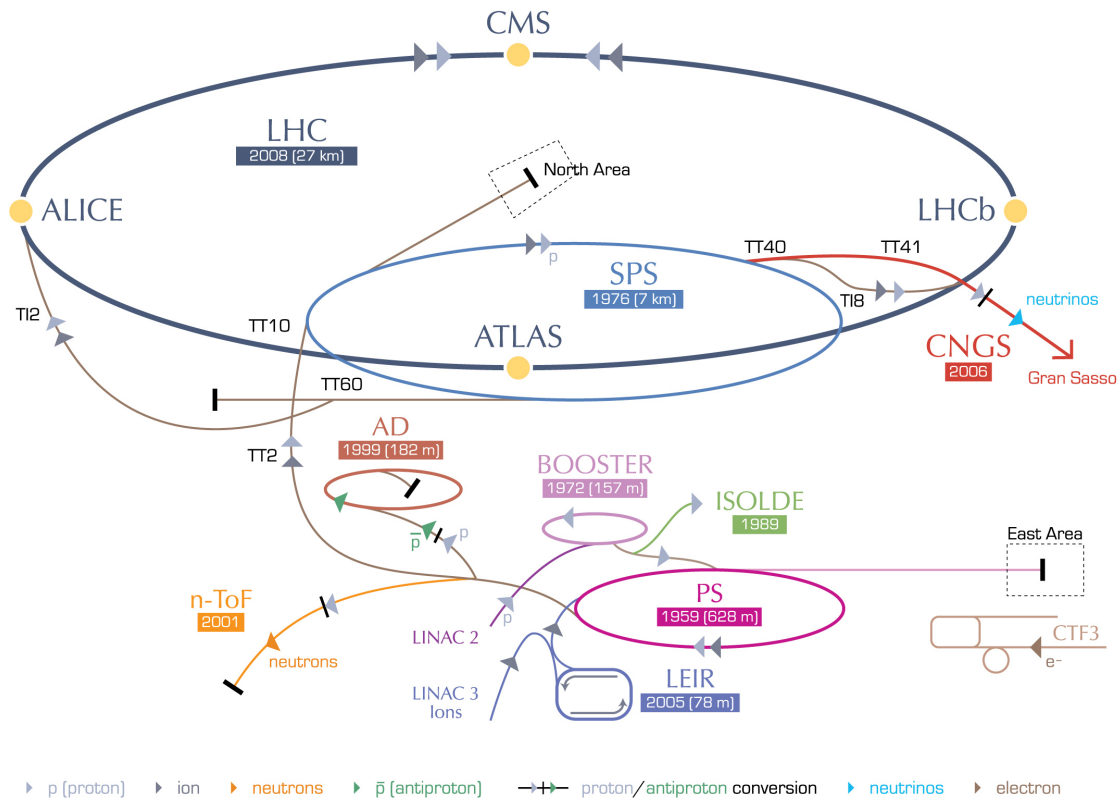 CMS
LHC
2008 (27 km)
North Area
ALICE
LHCb
TT40
TT41
SPS
1976 (7 km)
p
TI8
TI2
TT10
ATLAS
neutrinos
CNGS
2006
Gran Sasso
TT60
AD
1999 (182 m)
TT2
BOOSTER
1972 (157 m)
ISOLDE
1989
p̅
p
East Area
n-ToF
2001
PS
1959 (628 m)
p
LINAC 2
neutrons
CTF3
e-
LINAC 3
Ions
LEIR
2005 (78 m)
p (proton)
ion
neutrons
p̅ (antiproton)
proton/antiproton conversion
neutrinos
electron